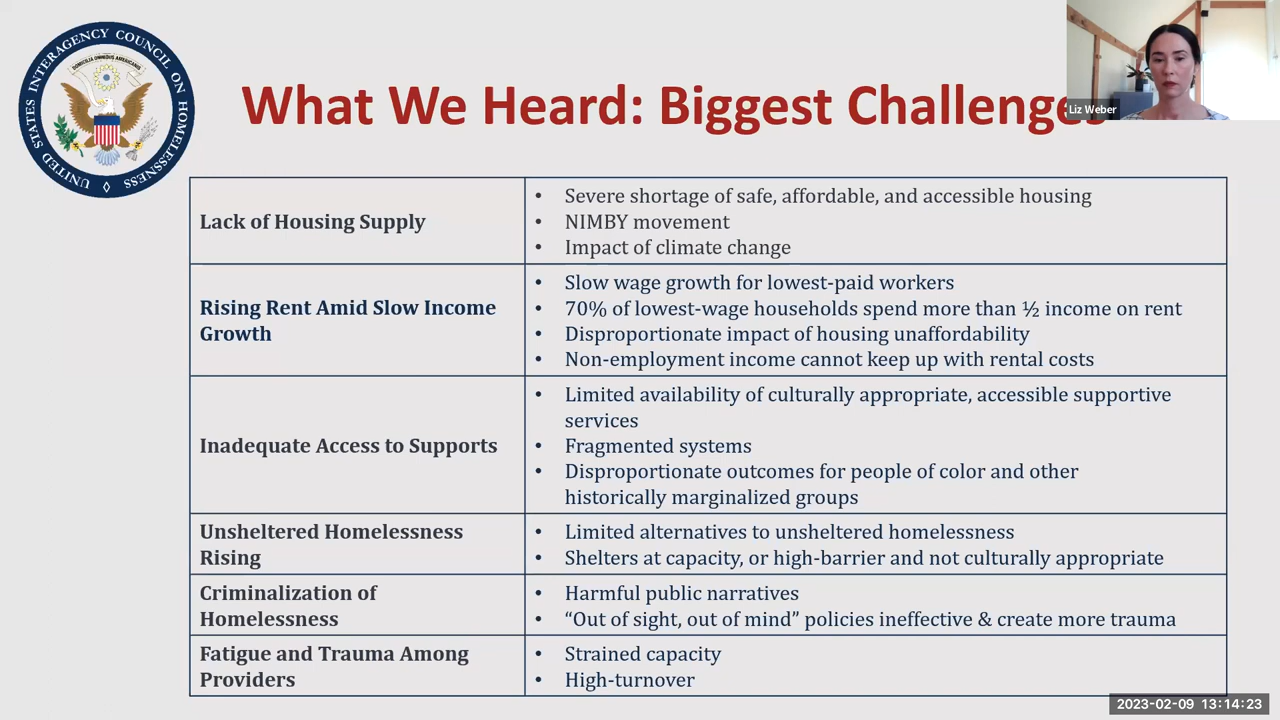 UNITED STATES INTERAGENCY COUNCIL ON HOMELESSNESS
What We Heard: Biggest Challenges
Liz Weber
Lack of Housing Supply
• Severe shortage of safe, affordable, and accessible housing
• NIMBY movement
• Impact of climate change
Rising Rent Amid Slow Income
Growth
• Slow wage growth for lowest-paid workers
• 70% of lowest-wage households spend more than ½ income on rent
• Disproportionate impact of housing unaffordability
• Non-employment income cannot keep up with rental costs
Inadequate Access to Supports
• Limited availability of culturally appropriate, accessible supportive
services
• Fragmented systems
• Disproportionate outcomes for people of color and other
historically marginalized groups
Unsheltered Homelessness
Rising
• Limited alternatives to unsheltered homelessness
• Shelters at capacity, or high-barrier and not culturally appropriate
Criminalization of
Homelessness
• Harmful public narratives
• “Out of sight, out of mind” policies ineffective & create more trauma
Fatigue and Trauma Among
Providers
• Strained capacity
• High-turnover
2023-02-09 13:14:23